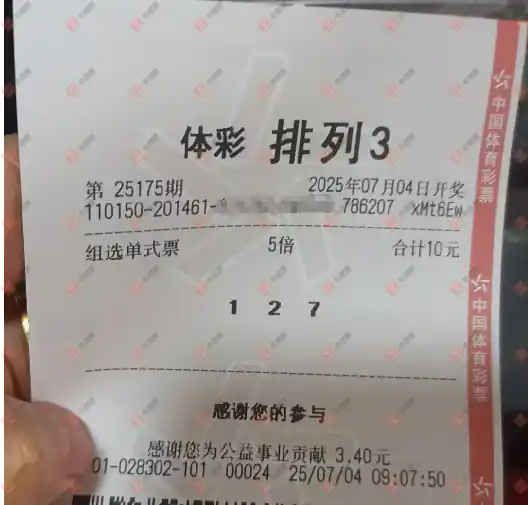 体彩 排列3
第 25175期 2025年07月04日开奖
110150-201461- 786207 xMt6Ew
组选单式票 5倍 合计10元
1 2 7
感谢您的参与
感谢您为公益事业贡献 3.40元
01-028302-101 00024 25/07/04 09:07:50
中国体育彩票
中国体育彩票